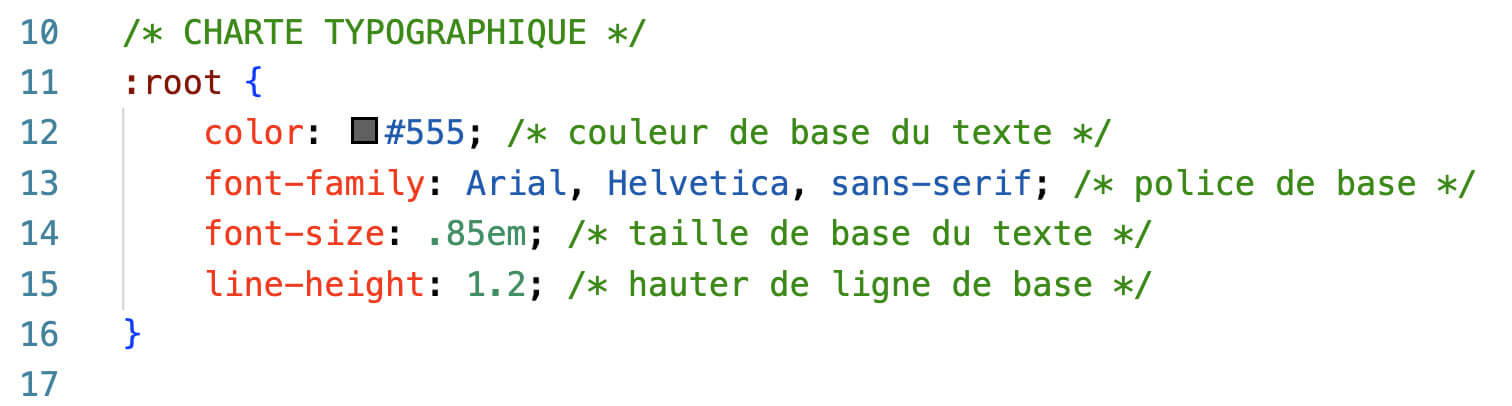 10 /* CHARTE TYPOGRAPHIQUE */
11 :root {
12 color: #555; /* couleur de base du texte */
13 font-family: Arial, Helvetica, sans-serif; /* police de base */
14 font-size: .85em; /* taille de base du texte */
15 line-height: 1.2; /* hauter de ligne de base */
16 }
17